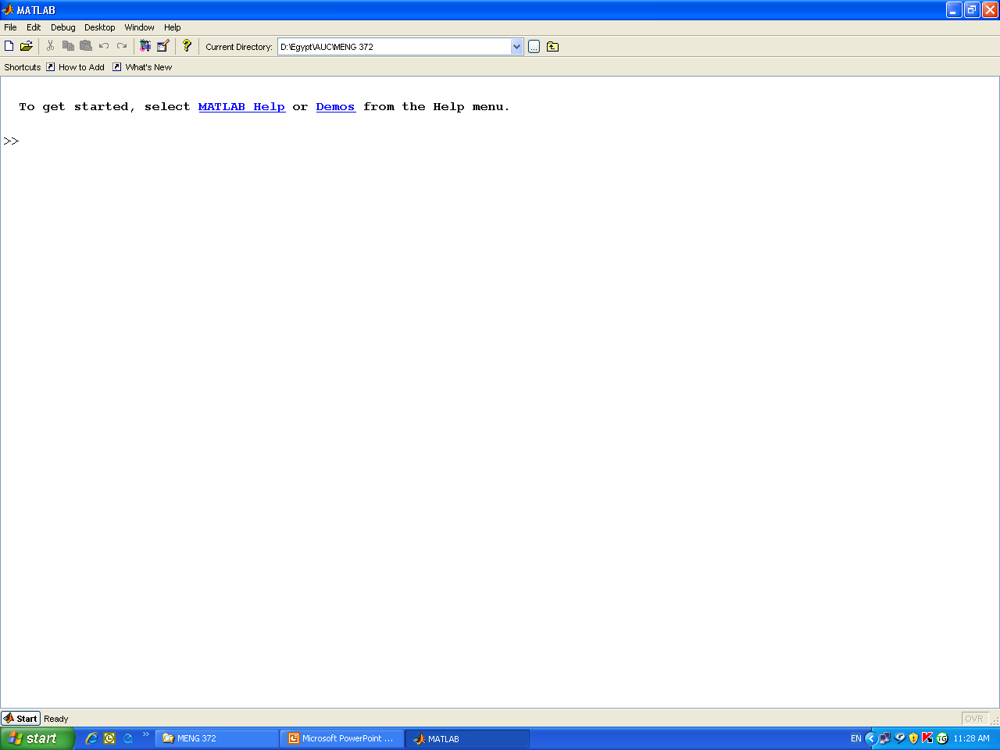 MATLAB
File Edit Debug Desktop Window Help
? Current Directory: D:\Egypt\AUC\MENG 372 ...
Shortcuts How to Add What's New
To get started, select MATLAB Help or Demos from the Help menu.
>>
Start Ready OVR
start » MENG 372 Microsoft PowerPoint ... MATLAB EN TG 11:28 AM